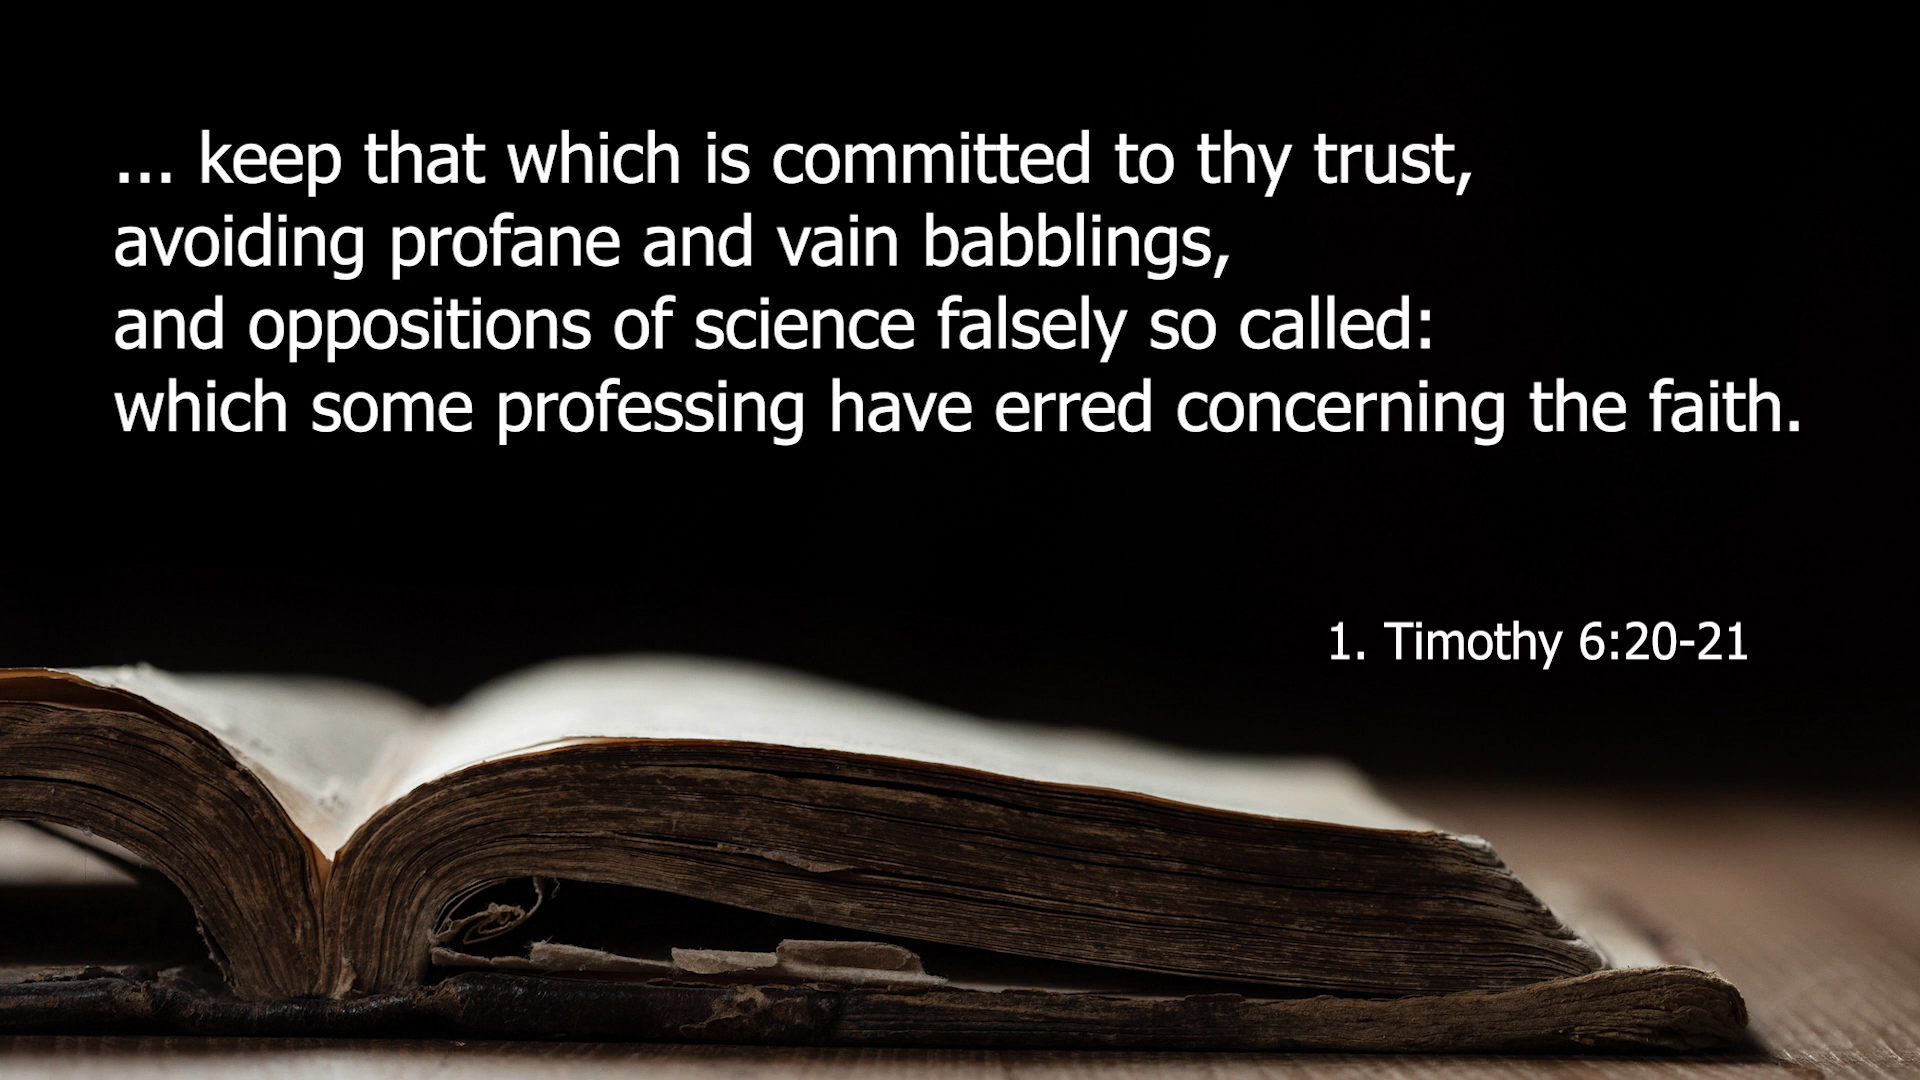 ... keep that which is committed to thy trust,
avoiding profane and vain babblings,
and oppositions of science falsely so called:
which some professing have erred concerning the faith.
1. Timothy 6:20-21